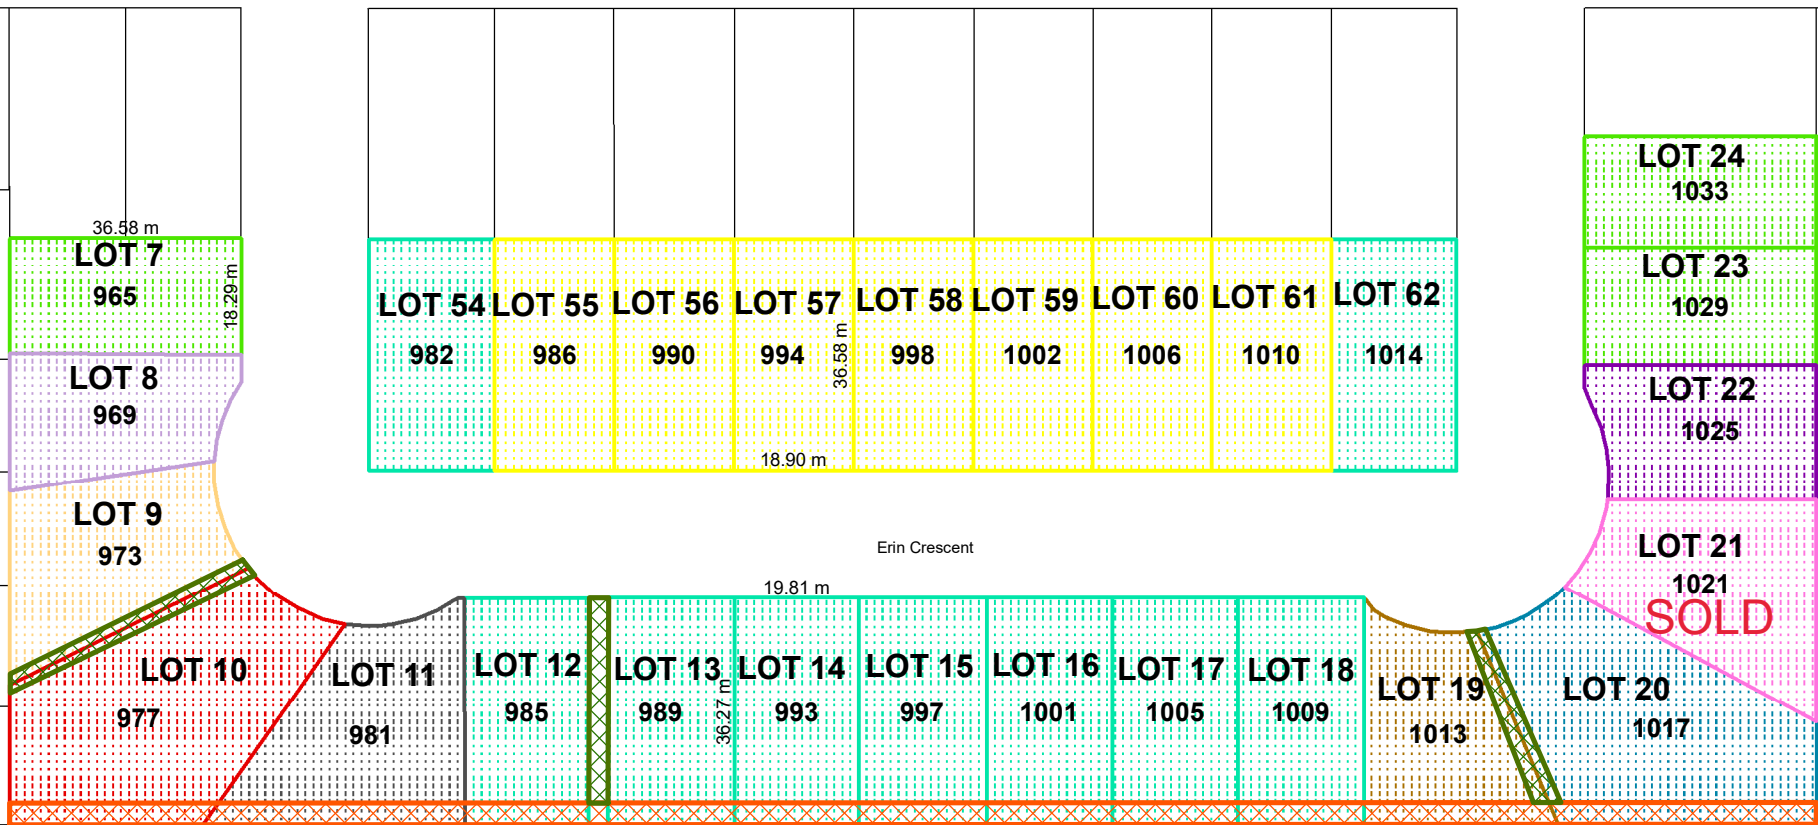 36.58 m
LOT 7
965
18.29 m
LOT 8
969
LOT 9
973
LOT 10
977
LOT 11
981
LOT 54
982
LOT 55
986
LOT 56
990
LOT 57
994
36.58 m
LOT 58
998
LOT 59
1002
LOT 60
1006
LOT 61
1010
LOT 62
1014
18.90 m
Erin Crescent
19.81 m
LOT 12
985
LOT 13
989
36.27 m
LOT 14
993
LOT 15
997
LOT 16
1001
LOT 17
1005
LOT 18
1009
LOT 19
1013
LOT 20
1017
LOT 24
1033
LOT 23
1029
LOT 22
1025
LOT 21
1021
SOLD